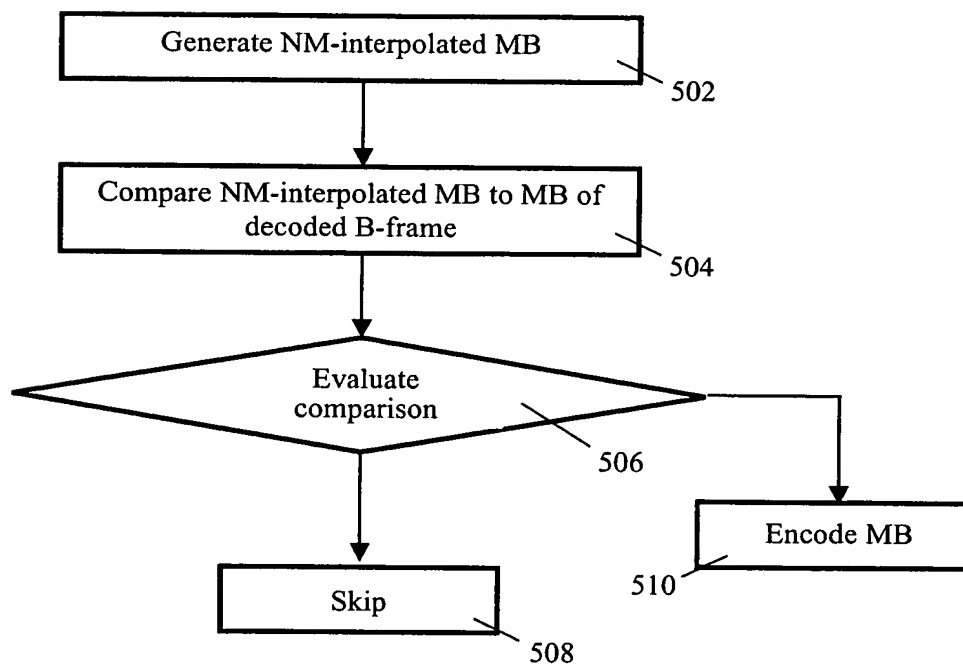 Generate NM-interpolated MB
502
Compare NM-interpolated MB to MB of
decoded B-frame
504
Evaluate
comparison
506
Encode MB
510
Skip
508